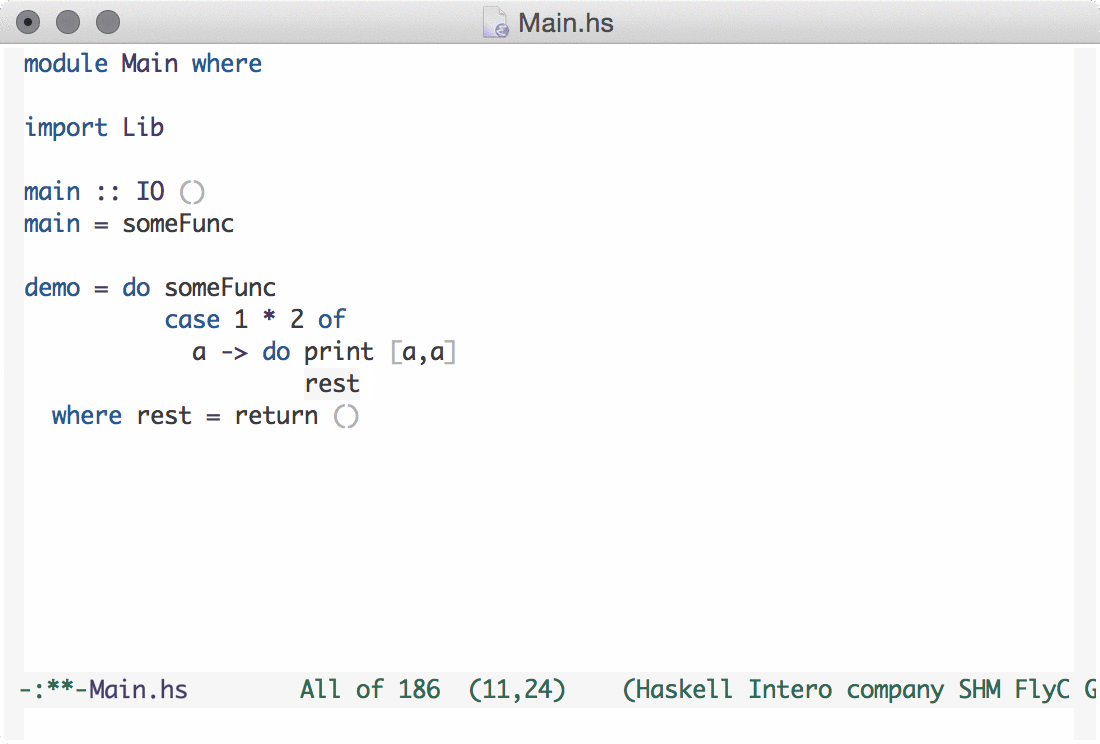 Main.hs
module Main where
import Lib
main :: IO ()
main = someFunc
demo = do someFunc
          case 1 * 2 of
            a -> do print [a,a]
                    rest
  where rest = return ()
-:**-Main.hs        All of 186  (11,24)    (Haskell Intero company SHM FlyC G